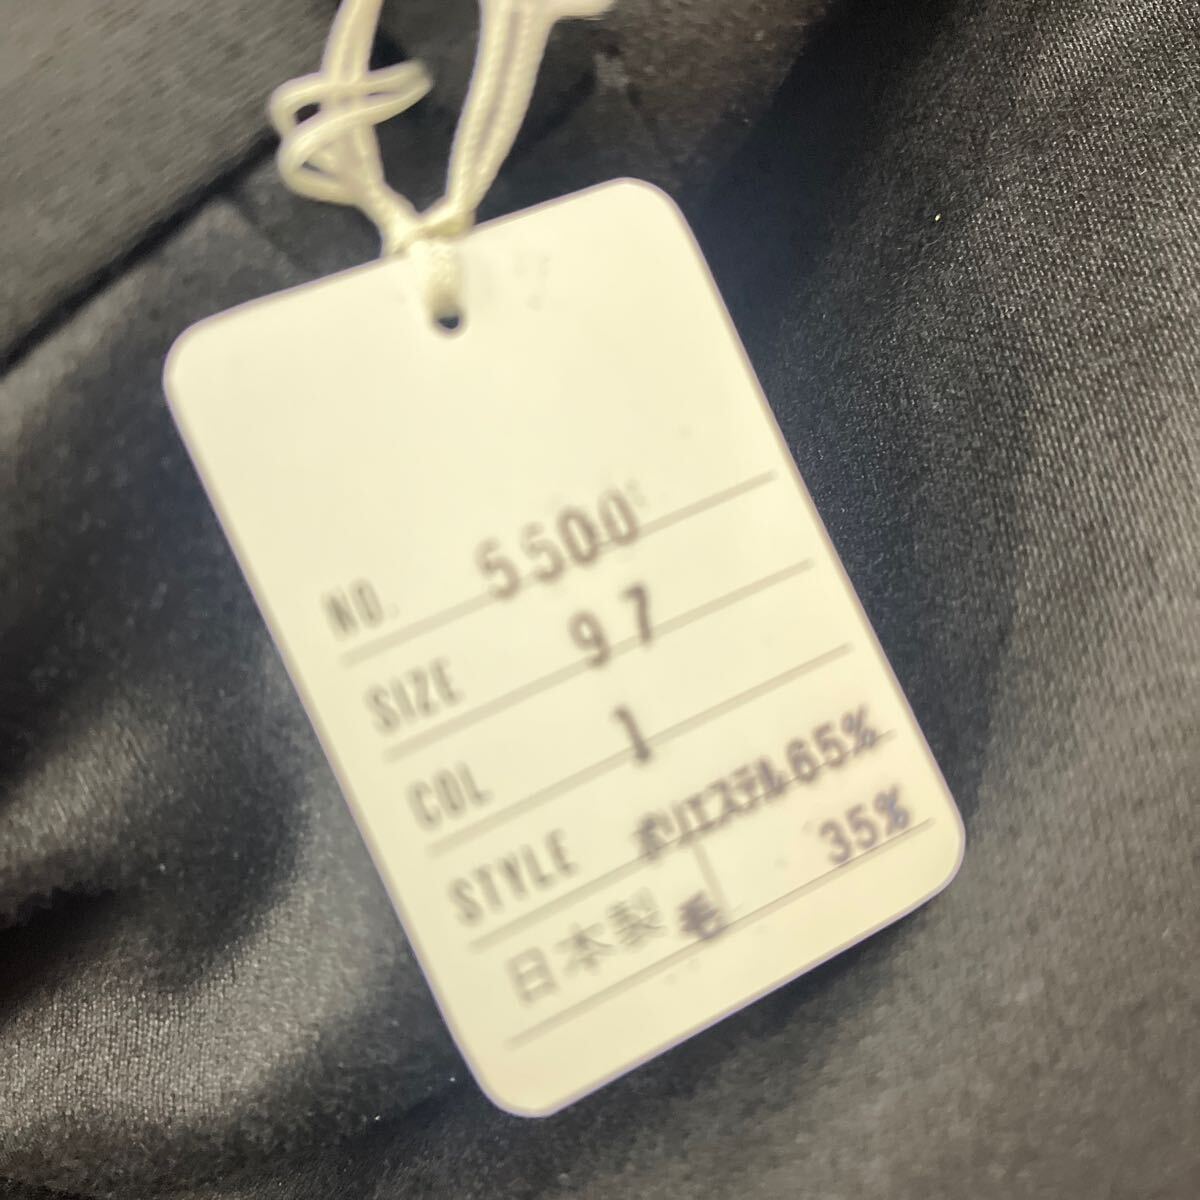 NO. 5500
SIZE 97
COL 1
STYLE ポリエステル65%
日本製 毛 35%